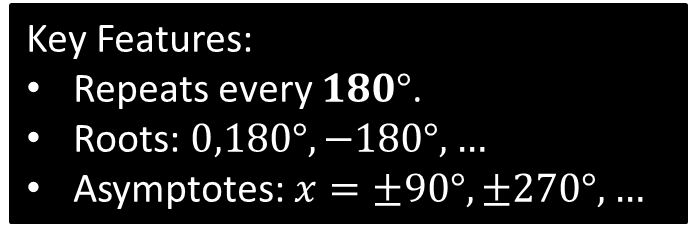 Key Features:
• Repeats every 180°.
• Roots: 0,180°, −180°, …
• Asymptotes: x = ±90°, ±270°, …